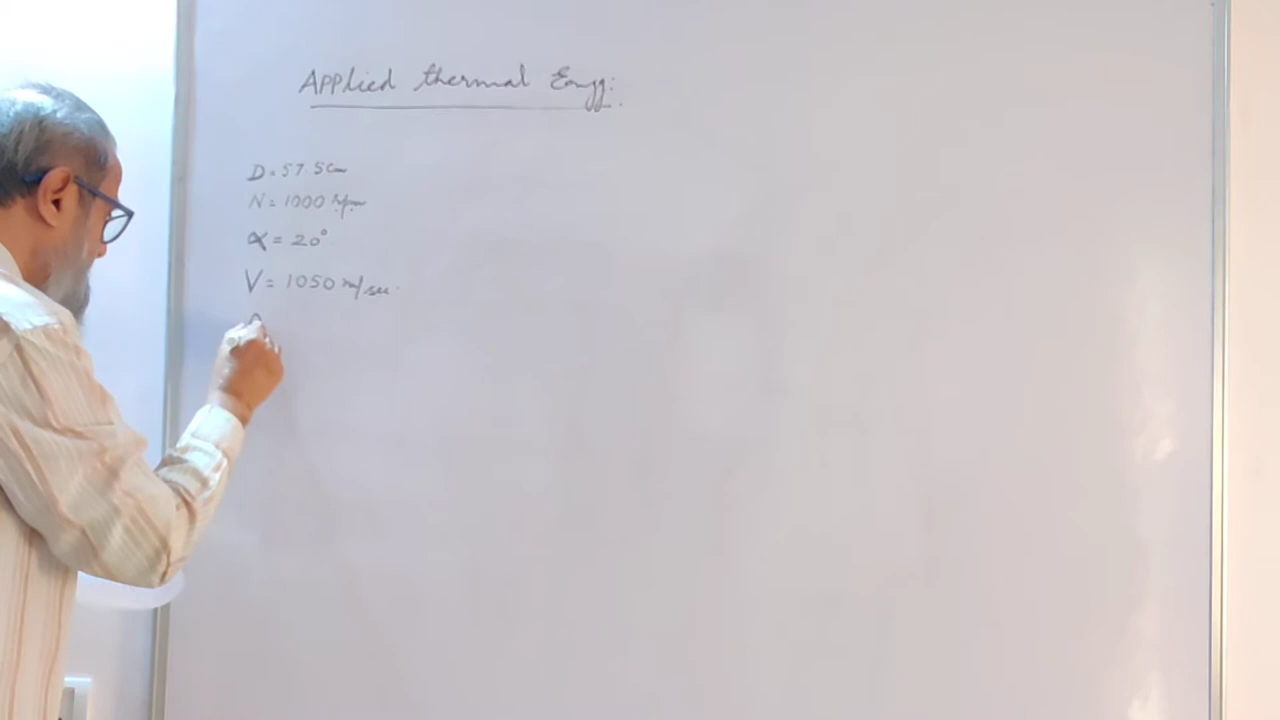 Applied thermal Engg:
D = 57.5 cm
N = 1000 rpm
α = 20°
V = 1050 m/sec.